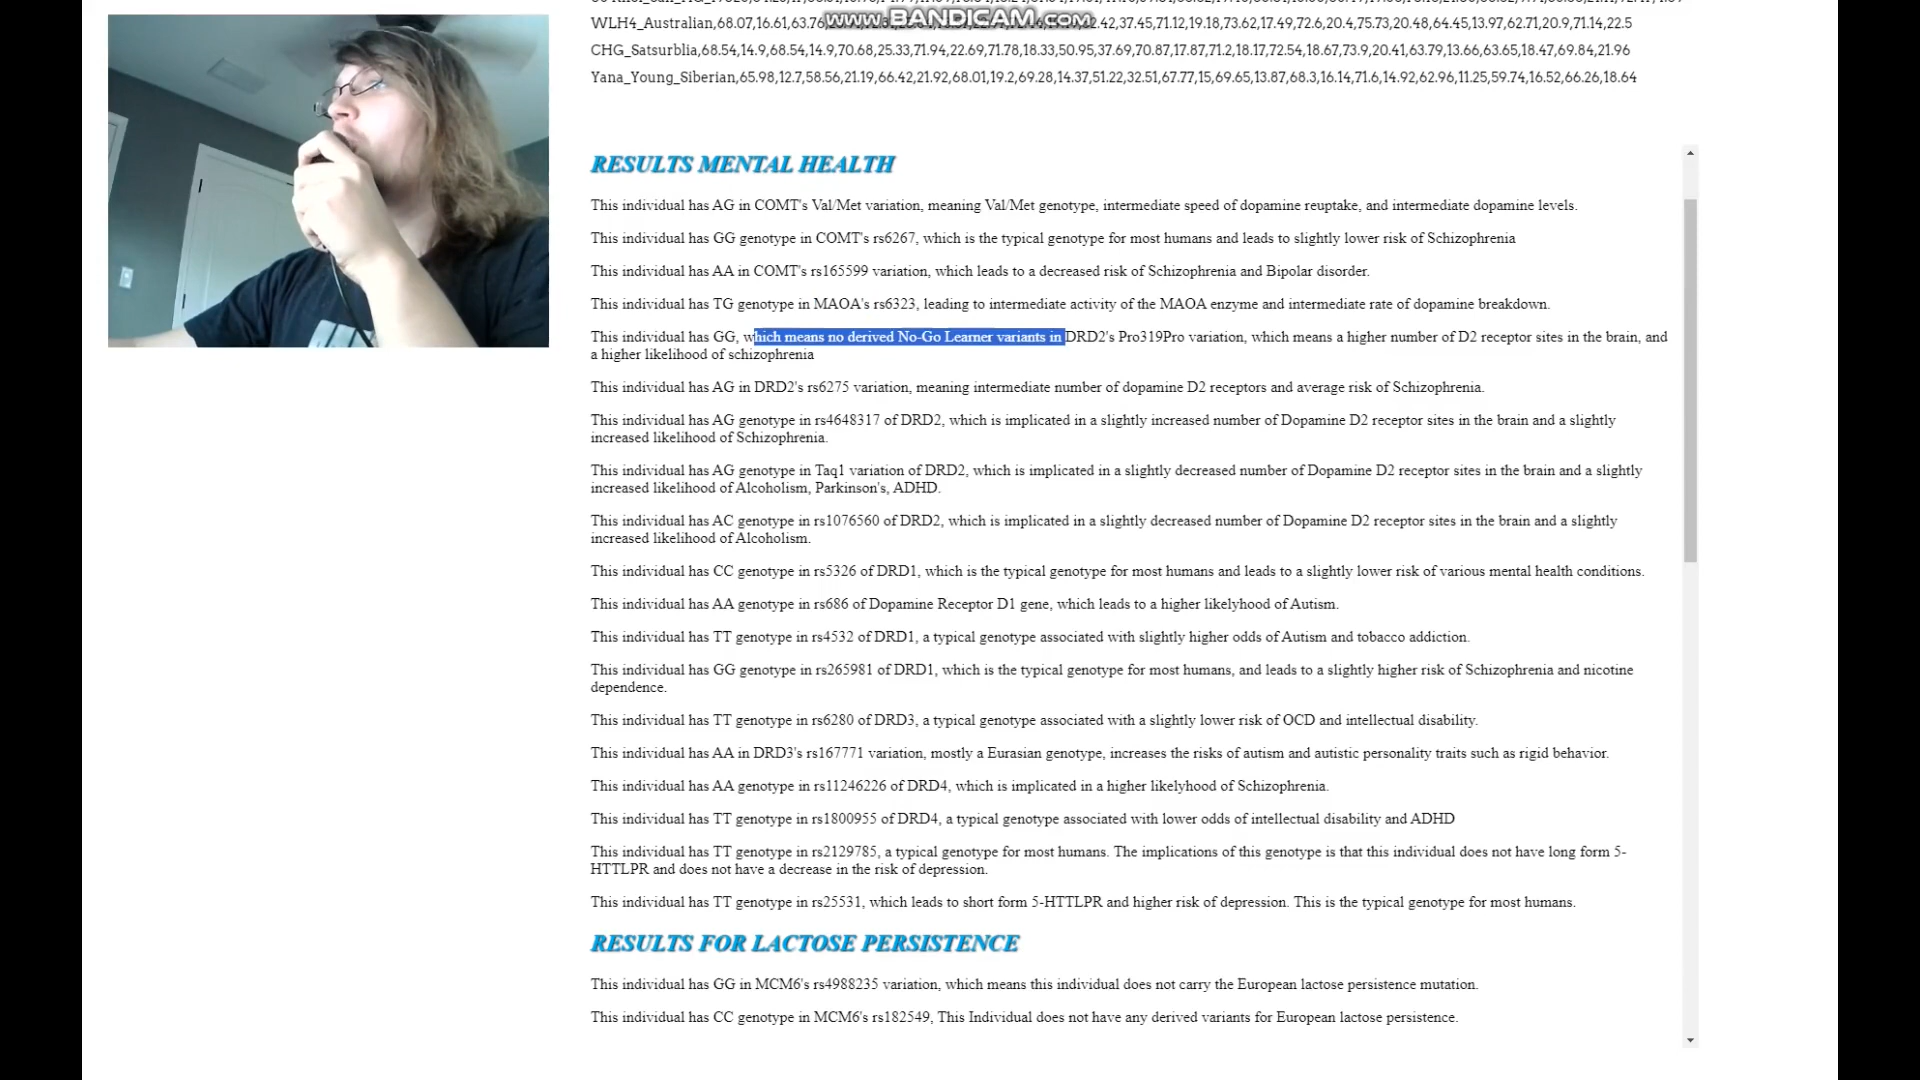 www.BANDICAM.com
WLH4_Australian,68.07,16.61,63.76
2.42,37.45,71.12,19.18,73.62,17.49,72.6,20.4,75.73,20.48,64.45,13.97,62.71,20.9,71.14,22.5
CHG_Satsurblia,68.54,14.9,68.54,14.9,70.68,25.33,71.94,22.69,71.78,18.33,50.95,37.69,70.87,17.87,71.2,18.17,72.54,18.67,73.9,20.41,63.79,13.66,63.65,18.47,69.84,21.96
Yana_Young_Siberian,65.98,12.7,58.56,21.19,66.42,21.92,68.01,19.2,69.28,14.37,51.22,32.51,67.77,15,69.65,13.87,68.3,16.14,71.6,14.92,62.96,11.25,59.74,16.52,66.26,18.64
RESULTS MENTAL HEALTH
This individual has AG in COMT's Val/Met variation, meaning Val/Met genotype, intermediate speed of dopamine reuptake, and intermediate dopamine levels.
This individual has GG genotype in COMT's rs6267, which is the typical genotype for most humans and leads to slightly lower risk of Schizophrenia
This individual has AA in COMT's rs165599 variation, which leads to a decreased risk of Schizophrenia and Bipolar disorder.
This individual has TG genotype in MAOA's rs6323, leading to intermediate activity of the MAOA enzyme and intermediate rate of dopamine breakdown.
This individual has GG, which means no derived No-Go Learner variants in DRD2's Pro319Pro variation, which means a higher number of D2 receptor sites in the brain, and
a higher likelihood of schizophrenia
This individual has AG in DRD2's rs6275 variation, meaning intermediate number of dopamine D2 receptors and average risk of Schizophrenia.
This individual has AG genotype in rs4648317 of DRD2, which is implicated in a slightly increased number of Dopamine D2 receptor sites in the brain and a slightly
increased likelihood of Schizophrenia.
This individual has AG genotype in Taq1 variation of DRD2, which is implicated in a slightly decreased number of Dopamine D2 receptor sites in the brain and a slightly
increased likelihood of Alcoholism, Parkinson's, ADHD.
This individual has AC genotype in rs1076560 of DRD2, which is implicated in a slightly decreased number of Dopamine D2 receptor sites in the brain and a slightly
increased likelihood of Alcoholism.
This individual has CC genotype in rs5326 of DRD1, which is the typical genotype for most humans and leads to a slightly lower risk of various mental health conditions.
This individual has AA genotype in rs686 of Dopamine Receptor D1 gene, which leads to a higher likelyhood of Autism.
This individual has TT genotype in rs4532 of DRD1, a typical genotype associated with slightly higher odds of Autism and tobacco addiction.
This individual has GG genotype in rs265981 of DRD1, which is the typical genotype for most humans, and leads to a slightly higher risk of Schizophrenia and nicotine
dependence.
This individual has TT genotype in rs6280 of DRD3, a typical genotype associated with a slightly lower risk of OCD and intellectual disability.
This individual has AA in DRD3's rs167771 variation, mostly a Eurasian genotype, increases the risks of autism and autistic personality traits such as rigid behavior.
This individual has AA genotype in rs11246226 of DRD4, which is implicated in a higher likelyhood of Schizophrenia.
This individual has TT genotype in rs1800955 of DRD4, a typical genotype associated with lower odds of intellectual disability and ADHD
This individual has TT genotype in rs2129785, a typical genotype for most humans. The implications of this genotype is that this individual does not have long form 5-
HTTLPR and does not have a decrease in the risk of depression.
This individual has TT genotype in rs25531, which leads to short form 5-HTTLPR and higher risk of depression. This is the typical genotype for most humans.
RESULTS FOR LACTOSE PERSISTENCE
This individual has GG in MCM6's rs4988235 variation, which means this individual does not carry the European lactose persistence mutation.
This individual has CC genotype in MCM6's rs182549, This Individual does not have any derived variants for European lactose persistence.